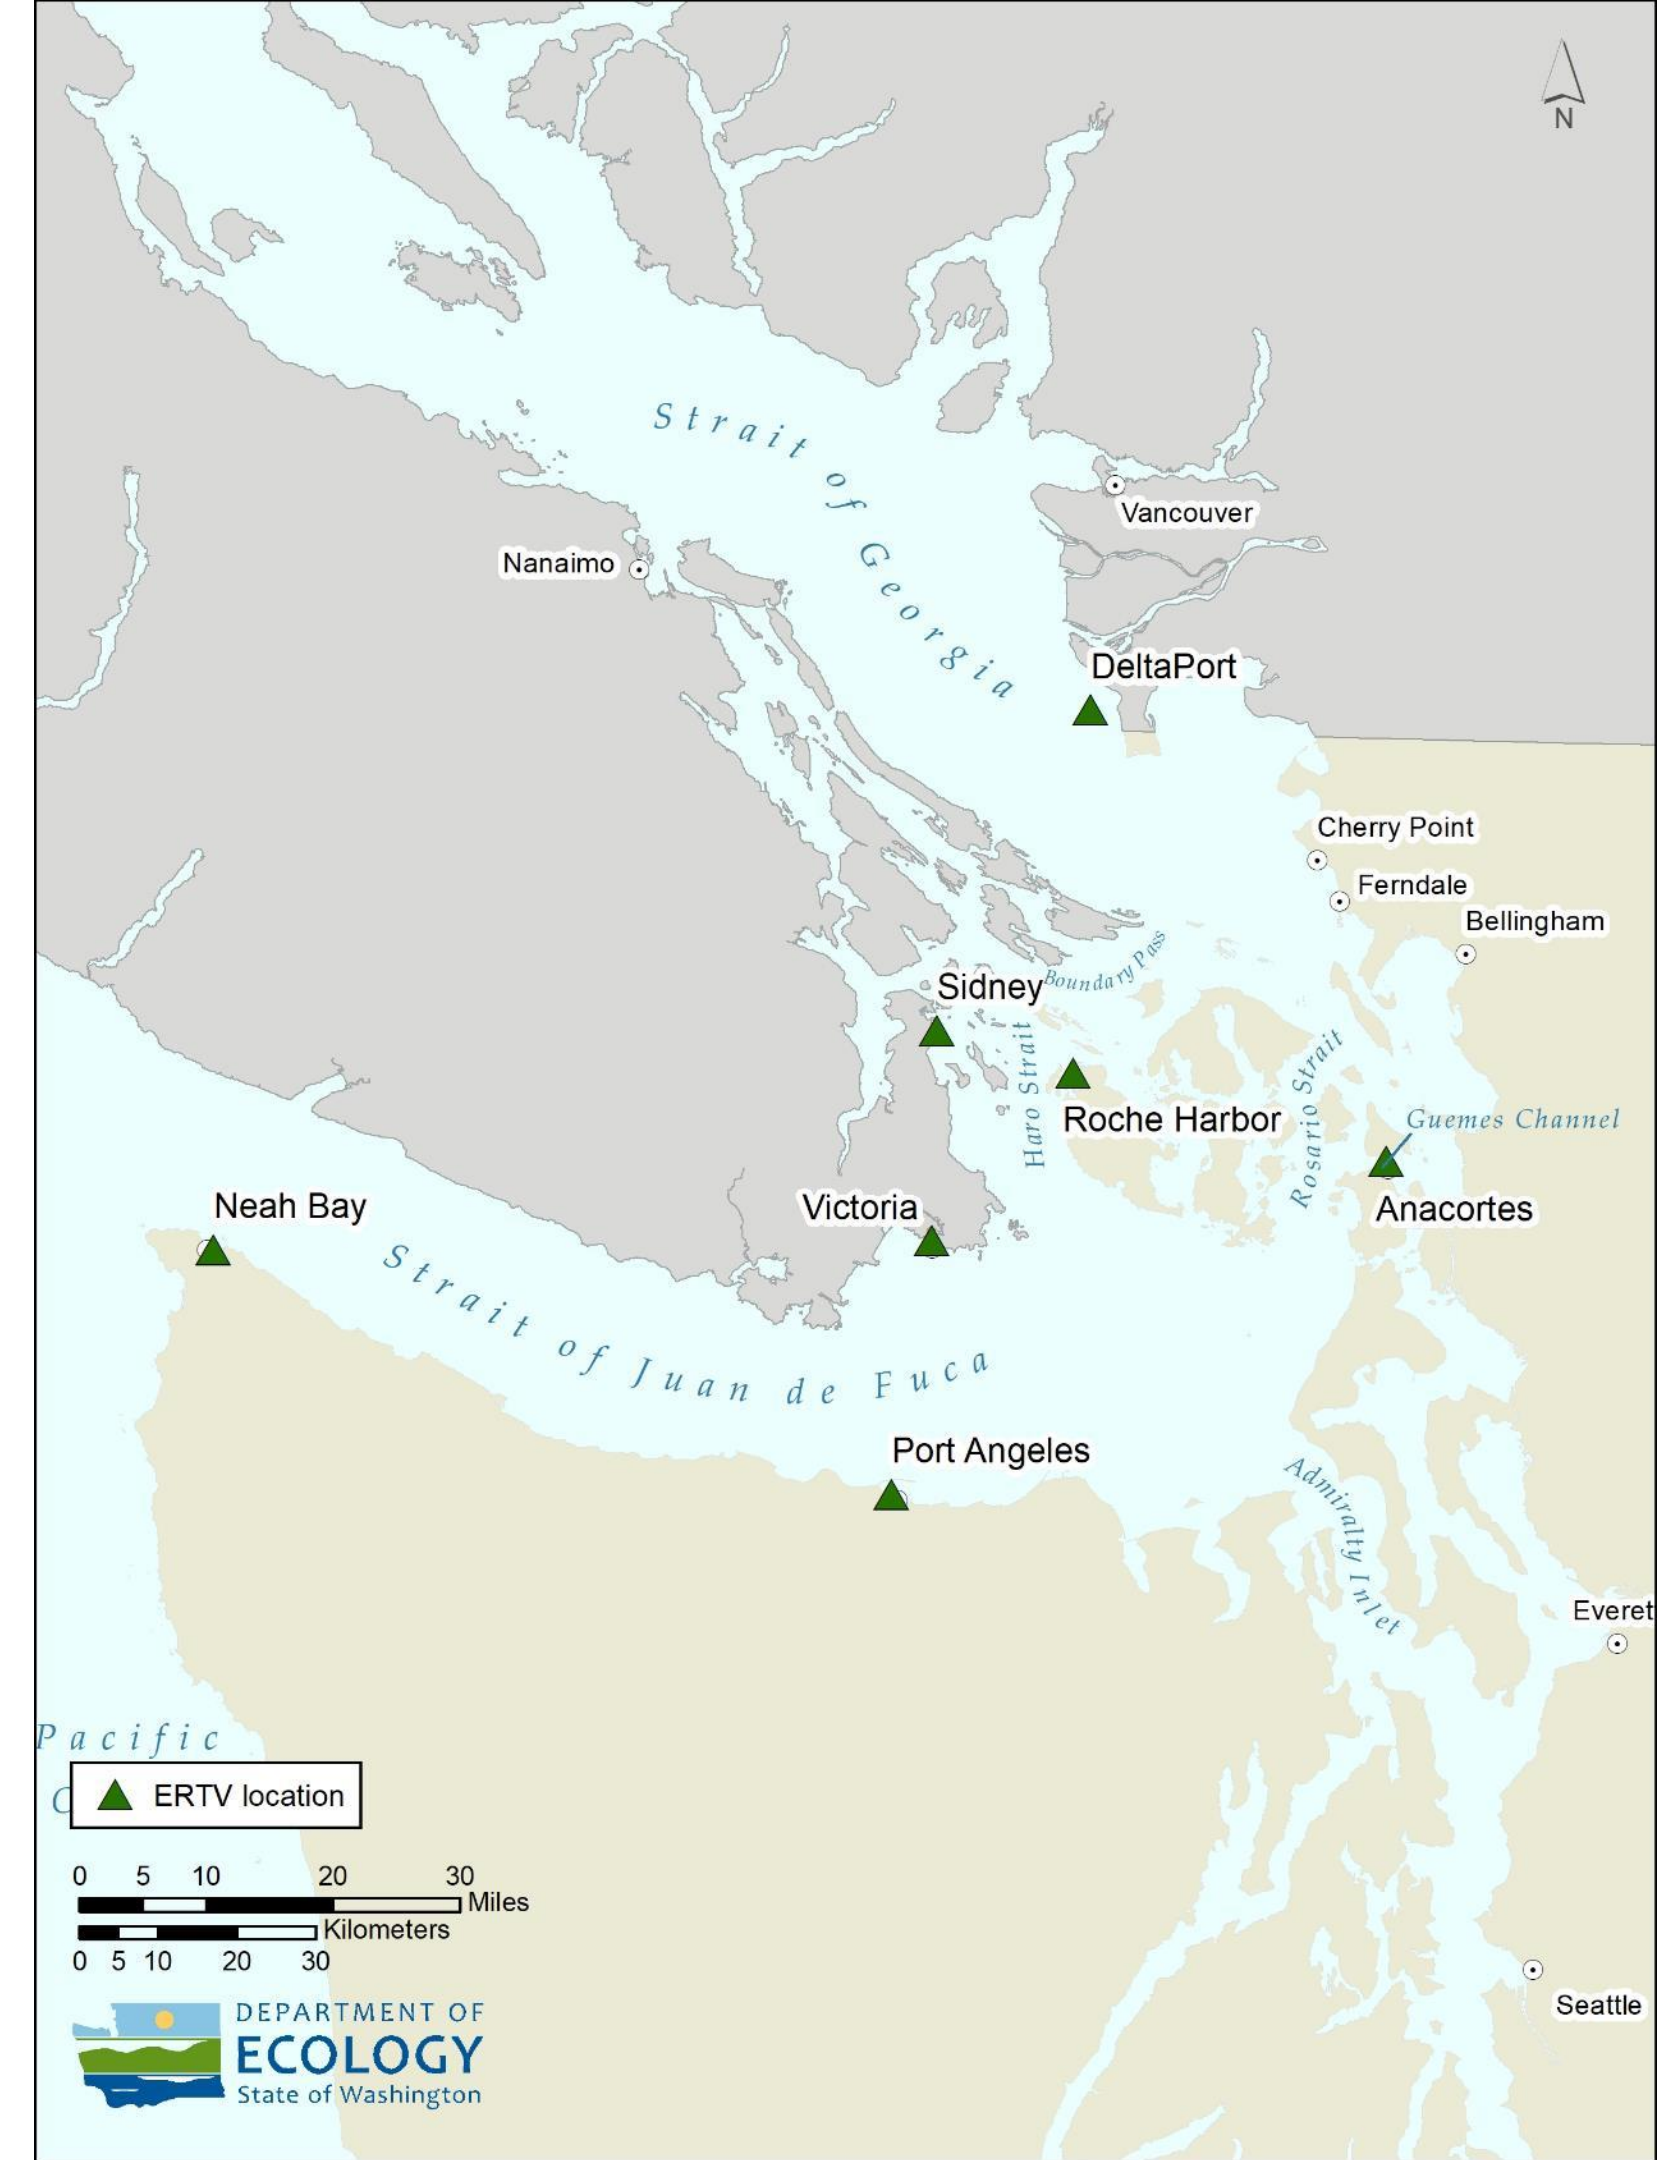 N
Strait of Georgia
Vancouver
Nanaimo
DeltaPort
Cherry Point
Ferndale
Bellingham
Boundary Pass
Sidney
Haro Strait
Rosario Strait
Roche Harbor
Guemes Channel
Anacortes
Victoria
Neah Bay
Strait of Juan de Fuca
Port Angeles
Admiralty Inlet
Everet
Pacific
ERTV location
0 5 10 20 30
Miles
Kilometers
0 5 10 20 30
DEPARTMENT OF
ECOLOGY
State of Washington
Seattle